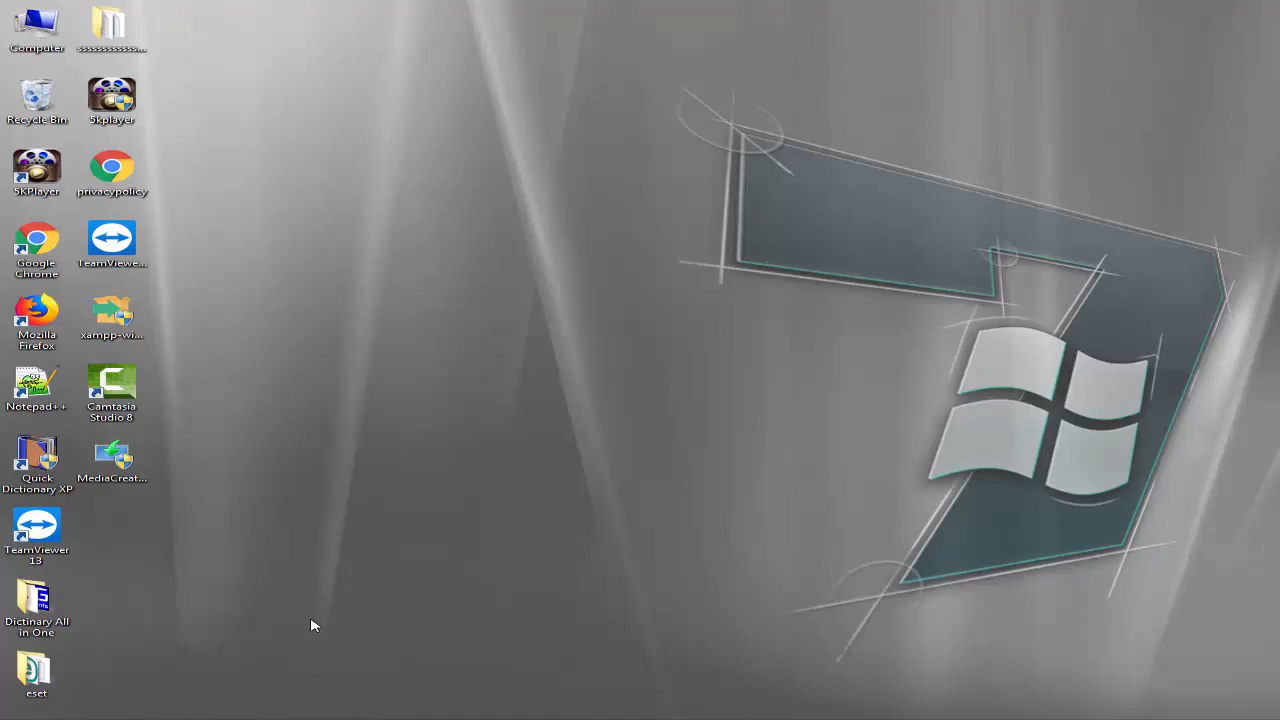 Computer
Recycle Bin
5KPlayer
Google
Chrome
Mozilla
Firefox
Notepad++
Quick
Dictionary XP
TeamViewer
13
Dictinary All
in One
eset
sssssssssssss...
5kplayer
privacypolicy
TeamViewe...
xampp-wi...
Camtasia
Studio 8
MediaCreat...